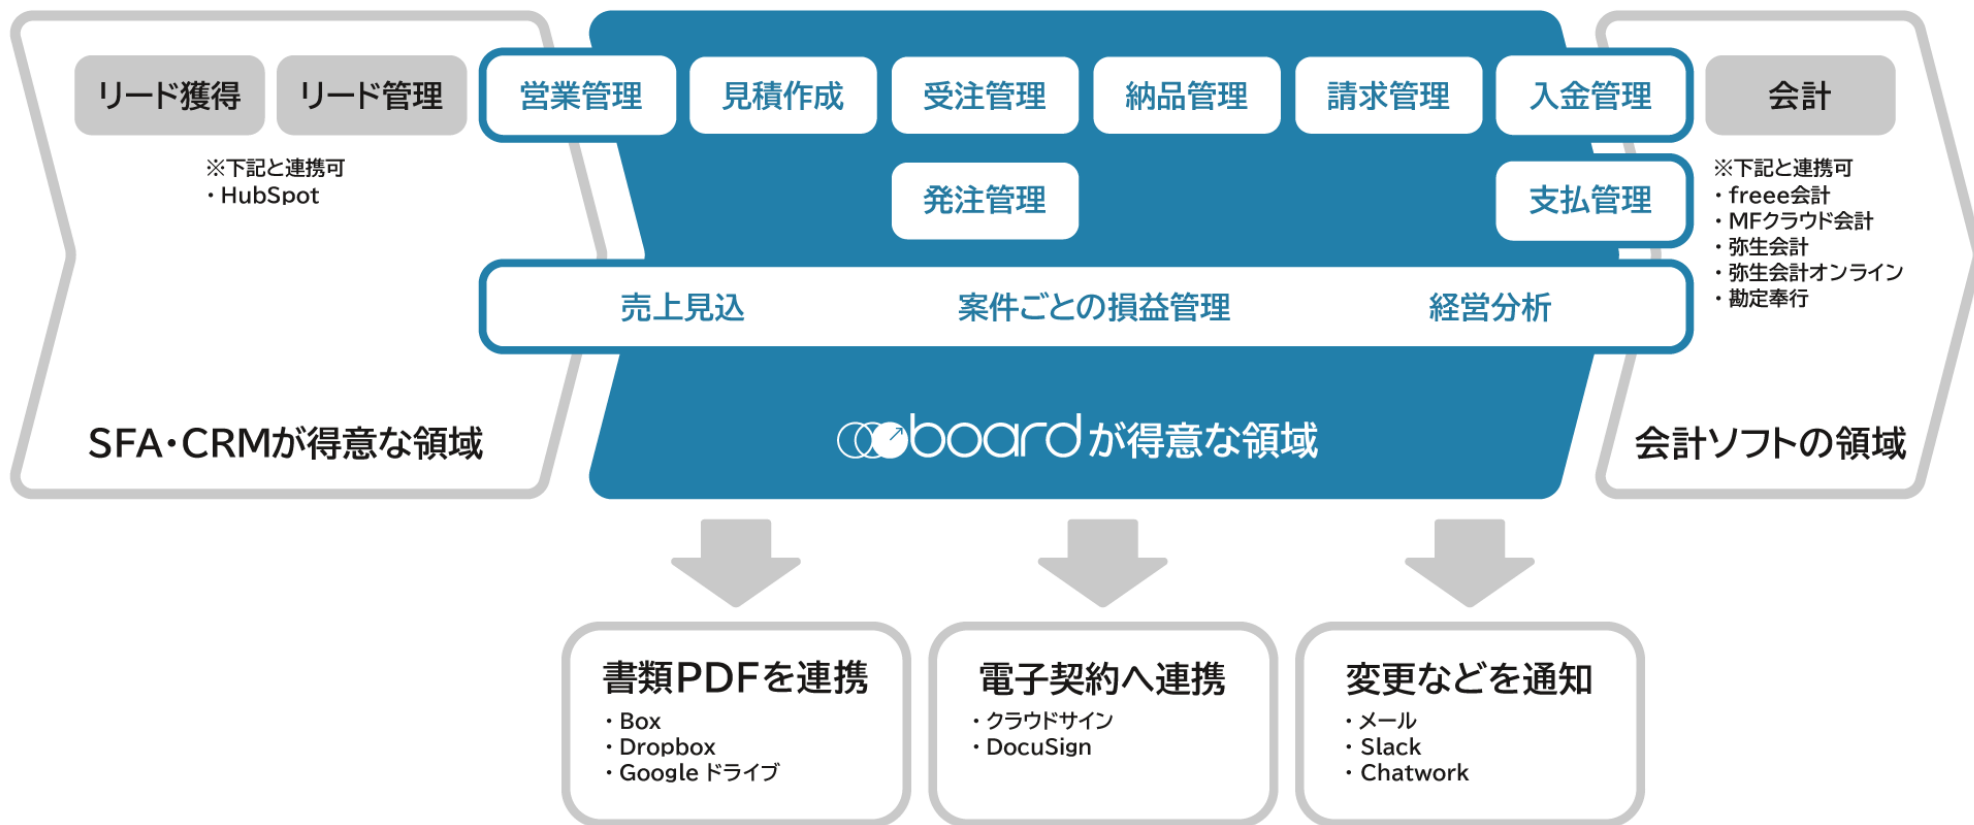 リード獲得
リード管理
営業管理
見積作成
受注管理
納品管理
請求管理
入金管理
会計
※下記と連携可
・HubSpot
発注管理
支払管理
※下記と連携可
・freee会計
・MFクラウド会計
・弥生会計
・弥生会計オンライン
・勘定奉行
売上見込
案件ごとの損益管理
経営分析
SFA・CRMが得意な領域
boardが得意な領域
会計ソフトの領域
書類PDFを連携
・Box
・Dropbox
・Google ドライブ
電子契約へ連携
・クラウドサイン
・DocuSign
変更などを通知
・メール
・Slack
・Chatwork